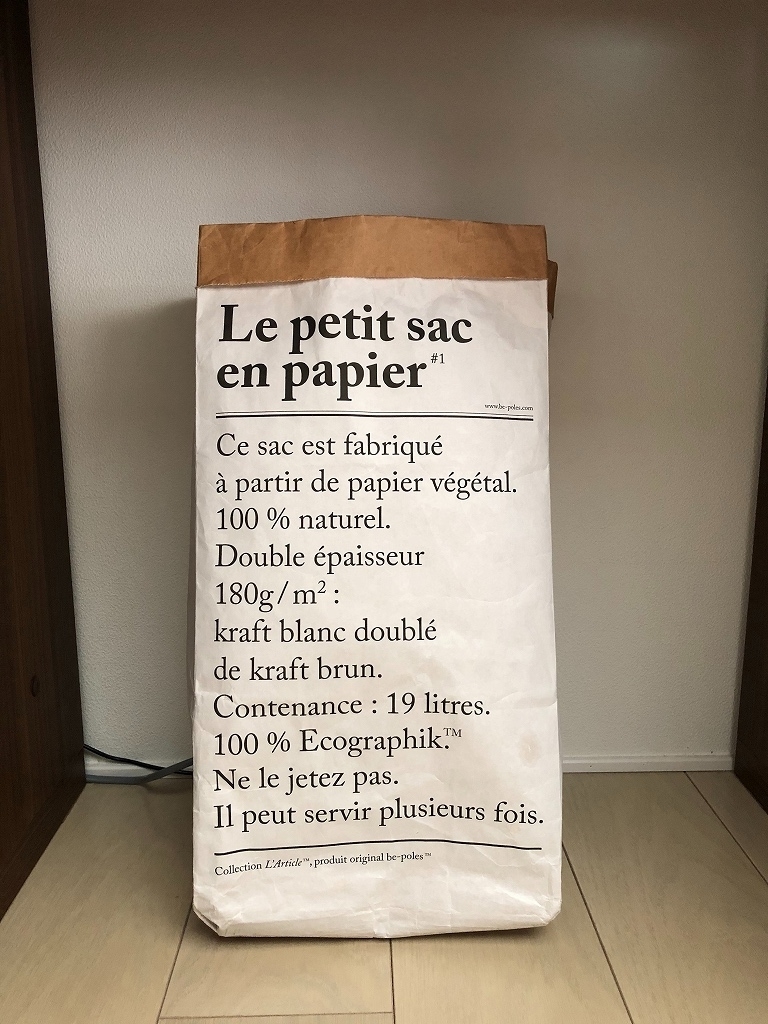 Le petit sac
en papier #1
www.be-poles.com
Ce sac est fabriqué
à partir de papier végétal.
100 % naturel.
Double épaisseur
180g/m² :
kraft blanc doublé
de kraft brun.
Contenance : 19 litres.
100 % Ecographik.™
Ne le jetez pas.
Il peut servir plusieurs fois.
Collection L'Article™, produit original be-poles™